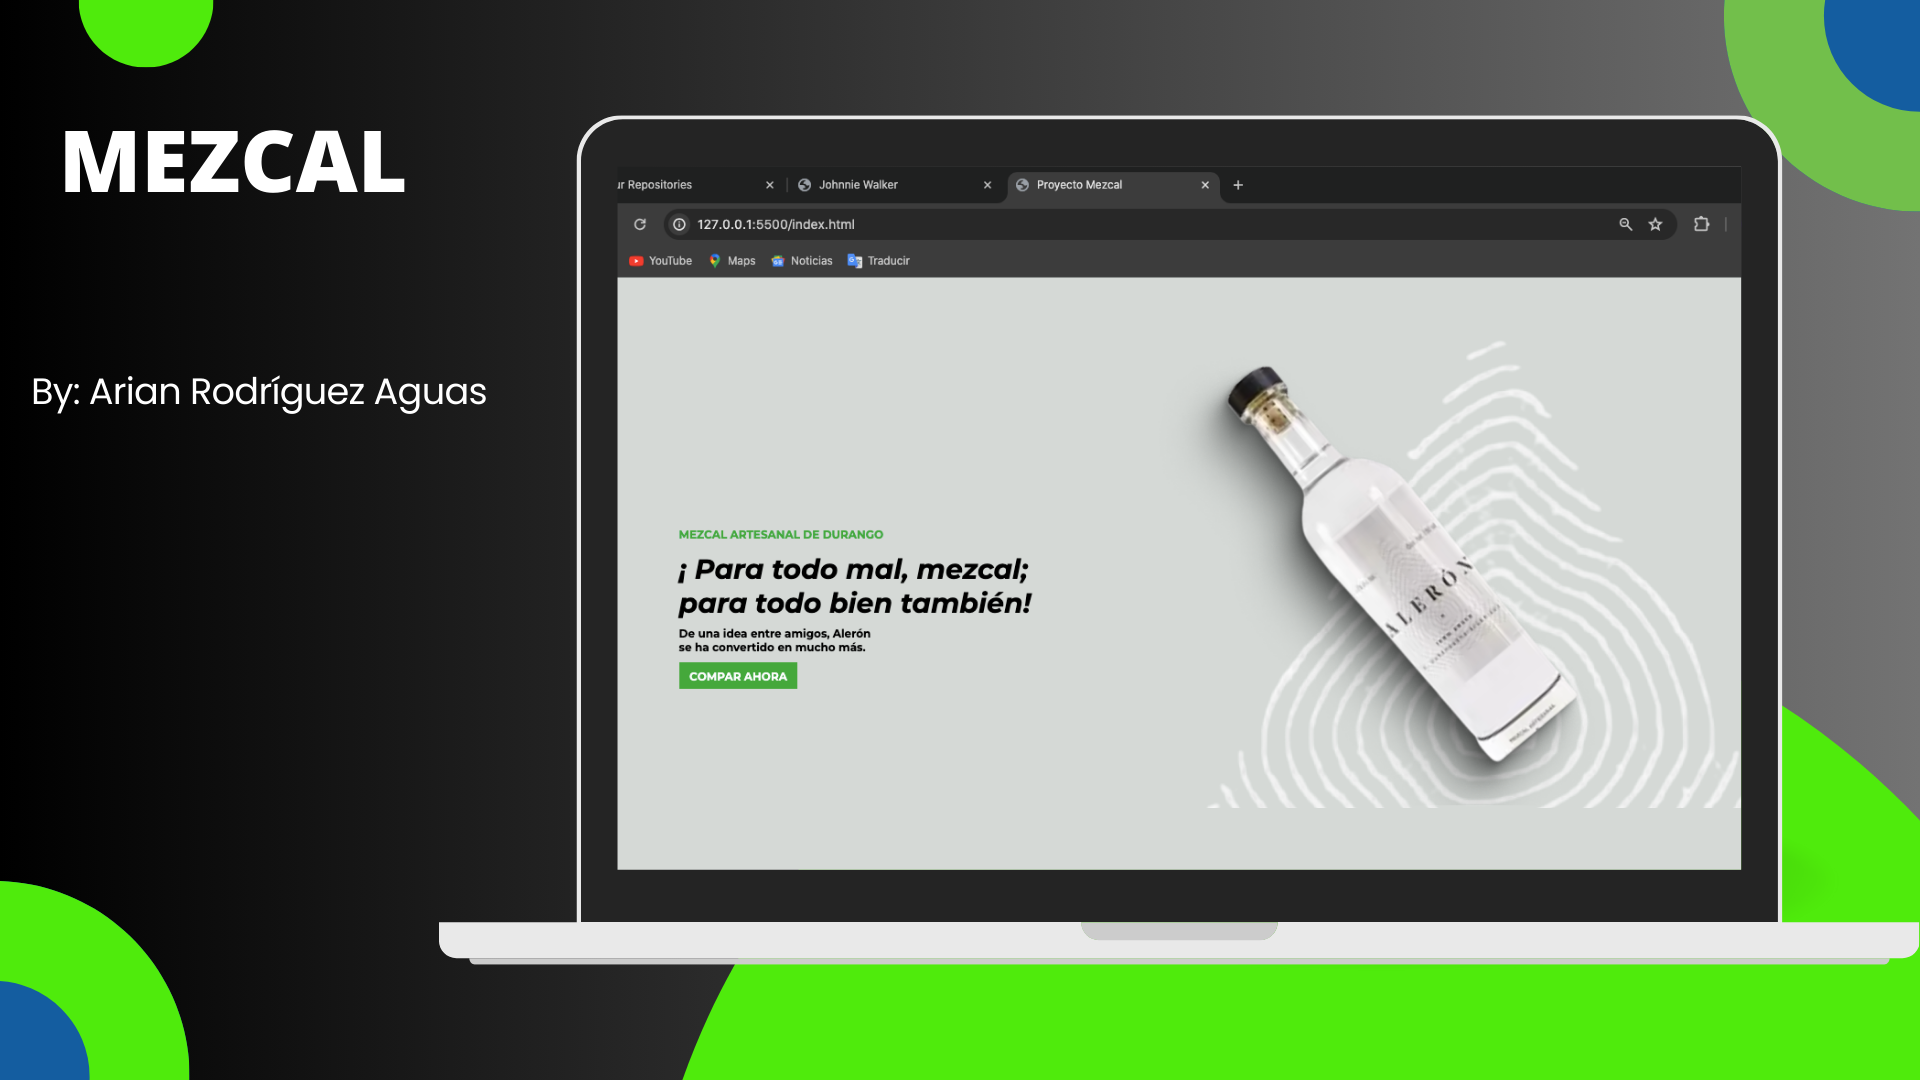 MEZCAL
By: Arian Rodríguez Aguas
ur Repositories
Johnnie Walker
Proyecto Mezcal
127.0.0.1:5500/index.html
YouTube
Maps
Noticias
Traducir
MEZCAL ARTESANAL DE DURANGO
¡ Para todo mal, mezcal;
para todo bien también!
De una idea entre amigos, Alerón
se ha convertido en mucho más.
COMPAR AHORA
ALERÓN